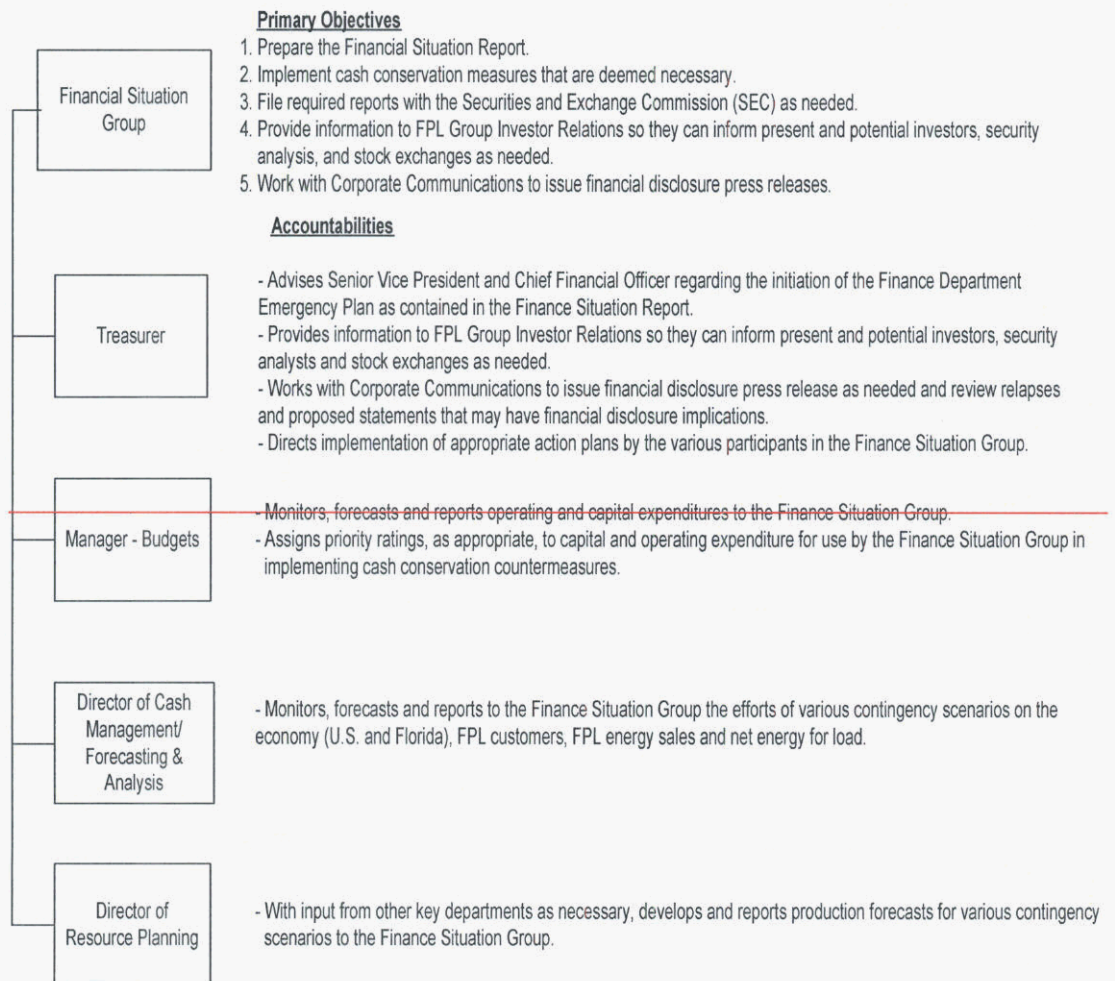 Primary Objectives
Financial Situation
Group
1. Prepare the Financial Situation Report.
2. Implement cash conservation measures that are deemed necessary.
3. File required reports with the Securities and Exchange Commission (SEC) as needed.
4. Provide information to FPL Group Investor Relations so they can inform present and potential investors, security
analysis, and stock exchanges as needed.
5. Work with Corporate Communications to issue financial disclosure press releases.
Accountabilities
Treasurer
- Advises Senior Vice President and Chief Financial Officer regarding the initiation of the Finance Department
Emergency Plan as contained in the Finance Situation Report.
- Provides information to FPL Group Investor Relations so they can inform present and potential investors, security
analysts and stock exchanges as needed.
- Works with Corporate Communications to issue financial disclosure press release as needed and review relapses
and proposed statements that may have financial disclosure implications.
- Directs implementation of appropriate action plans by the various participants in the Finance Situation Group.
Manager - Budgets
- Monitors, forecasts and reports operating and capital expenditures to the Finance Situation Group.
- Assigns priority ratings, as appropriate, to capital and operating expenditure for use by the Finance Situation Group in
implementing cash conservation countermeasures.
Director of Cash
Management/
Forecasting &
Analysis
- Monitors, forecasts and reports to the Finance Situation Group the efforts of various contingency scenarios on the
economy (U.S. and Florida), FPL customers, FPL energy sales and net energy for load.
Director of
Resource Planning
- With input from other key departments as necessary, develops and reports production forecasts for various contingency
scenarios to the Finance Situation Group.